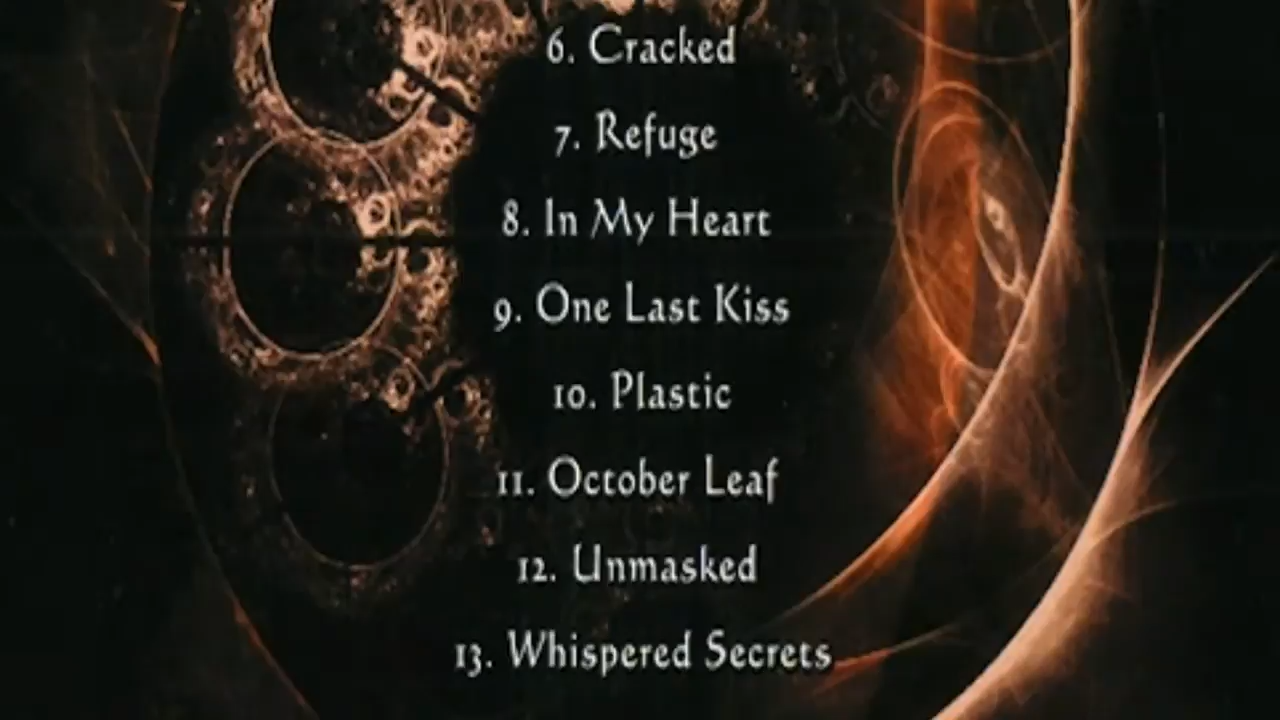 6. Cracked
7. Refuge
8. In My Heart
9. One Last Kiss
10. Plastic
11. October Leaf
12. Unmasked
13. Whispered Secrets